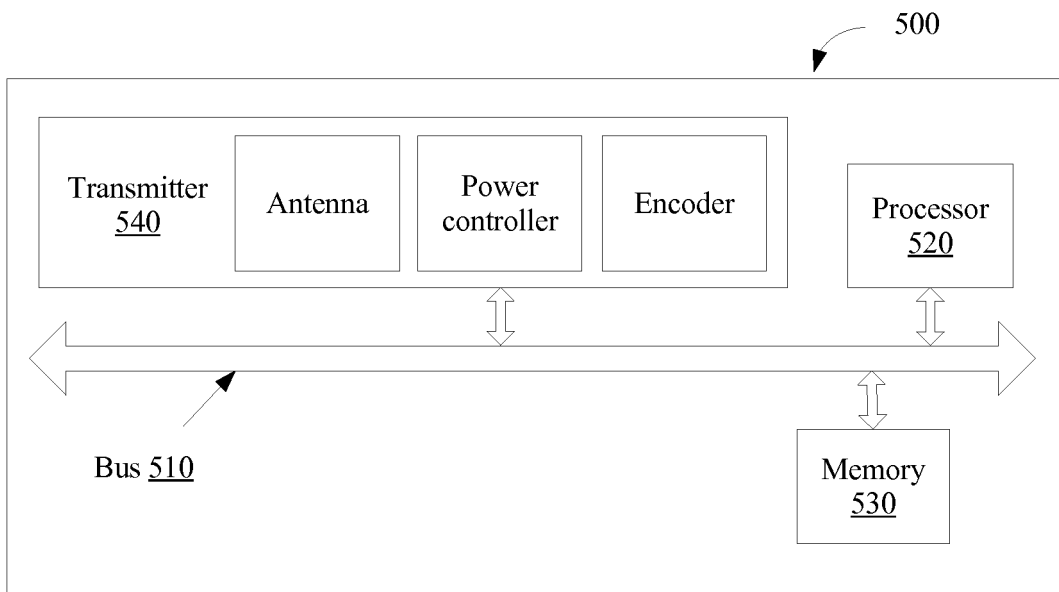 500
Transmitter
540
Antenna
Power
controller
Encoder
Processor
520
Bus 510
Memory
530